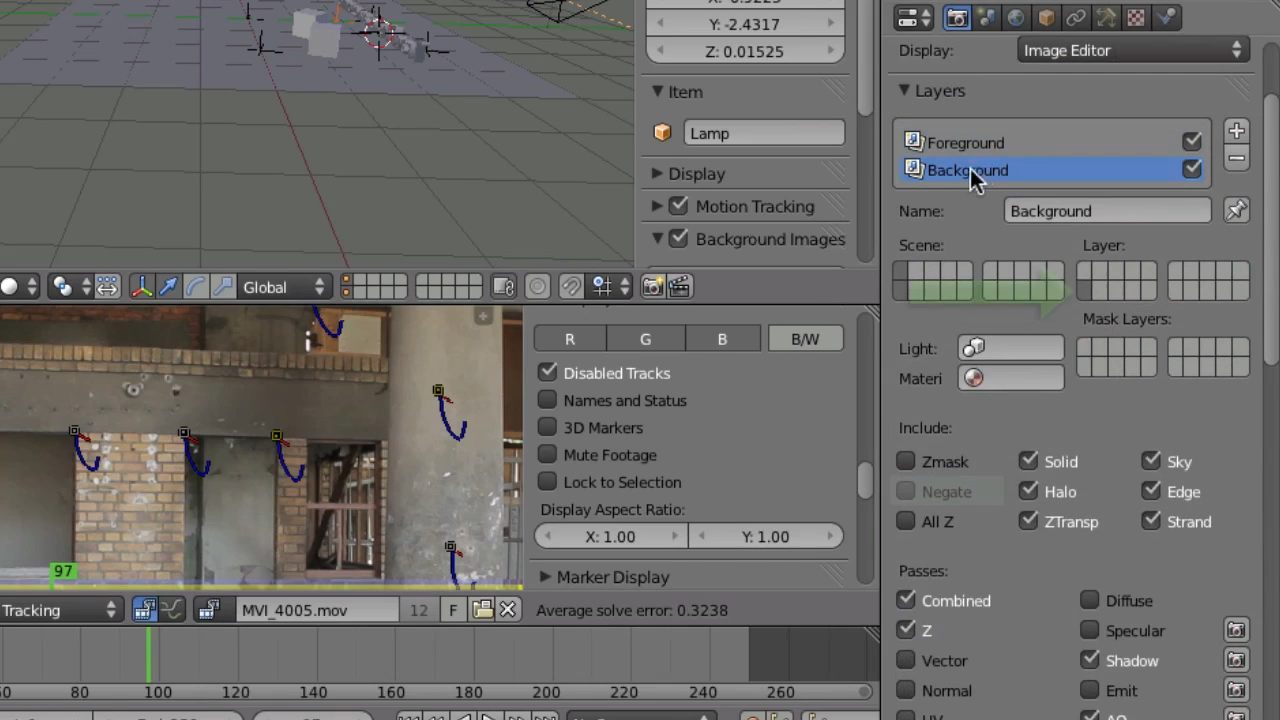 Y: -2.4317
Z: 0.01525
Item
Lamp
Display
Motion Tracking
Background Images
Global
R
G
B
B/W
Disabled Tracks
Names and Status
3D Markers
Mute Footage
Lock to Selection
Display Aspect Ratio:
X: 1.00
Y: 1.00
Marker Display
97
Tracking
MVI_4005.mov
12
F
Average solve error: 0.3238
80
100
120
140
160
180
200
220
240
260
Display:
Image Editor
Layers
Foreground
Background
Name:
Background
Scene:
Layer:
Mask Layers:
Light:
Materi
Include:
Zmask
Solid
Sky
Negate
Halo
Edge
All Z
ZTransp
Strand
Passes:
Combined
Diffuse
Z
Specular
Vector
Shadow
Normal
Emit